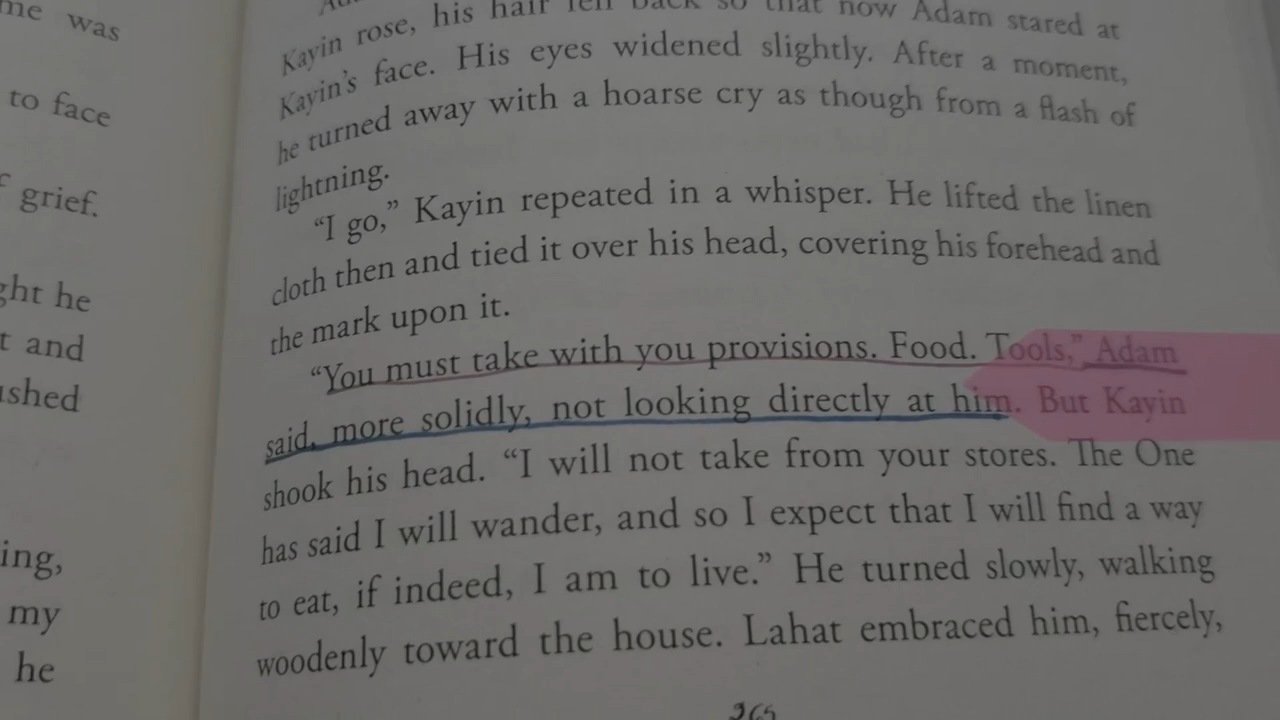 me was
to face
grief.
ght he
t and
ished
ing,
my
he
Kayin rose, his hair fell back so that now Adam stared at
Kayin's face. His eyes widened slightly. After a moment,
he turned away with a hoarse cry as though from a flash of
lightning.
“I go,” Kayin repeated in a whisper. He lifted the linen
cloth then and tied it over his head, covering his forehead and
the mark upon it.
“You must take with you provisions. Food. Tools,” Adam
said, more solidly, not looking directly at him. But Kayin
shook his head. “I will not take from your stores. The One
has said I will wander, and so I expect that I will find a way
to eat, if indeed, I am to live.” He turned slowly, walking
woodenly toward the house. Lahat embraced him, fiercely,